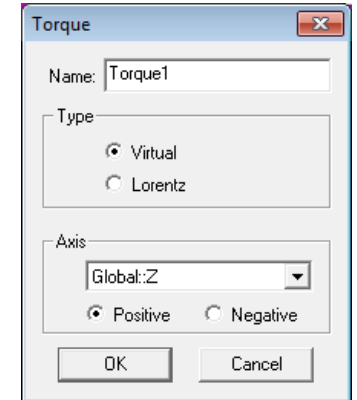 Torque
Name: Torque1
Type
Virtual
Lorentz
Axis
Global::Z
Positive Negative
OK Cancel